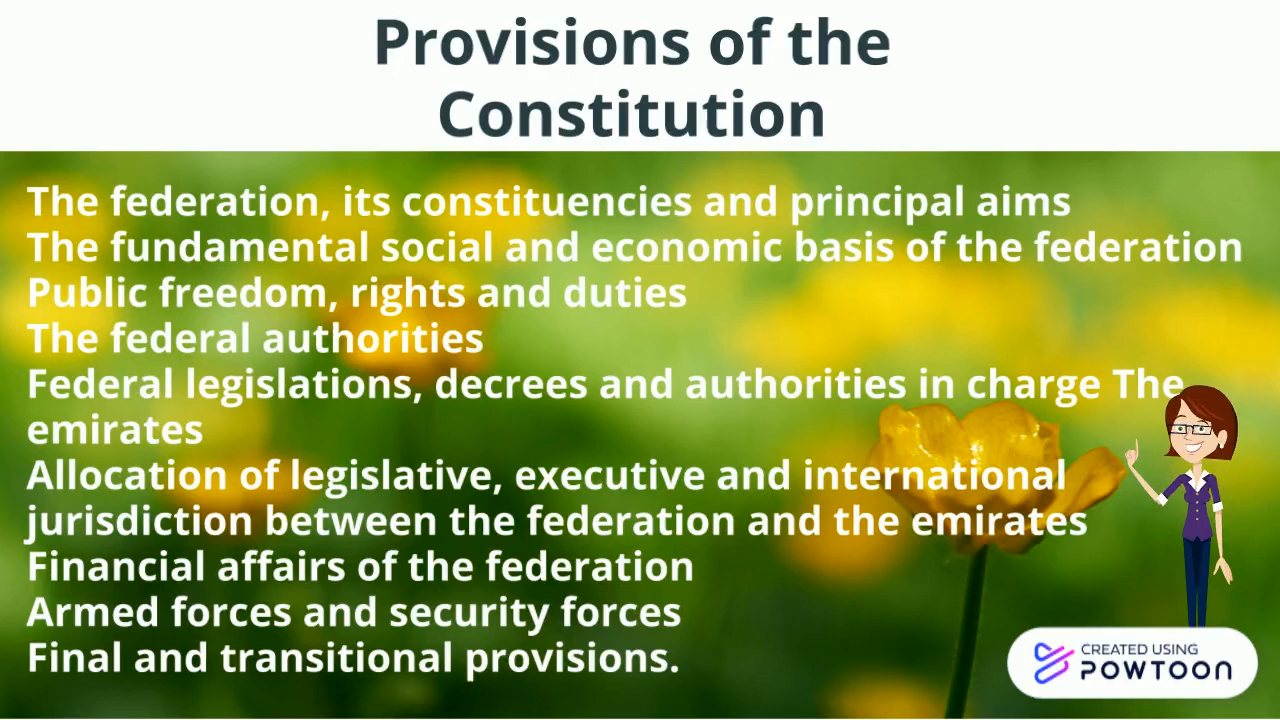 Provisions of the
Constitution
The federation, its constituencies and principal aims
The fundamental social and economic basis of the federation
Public freedom, rights and duties
The federal authorities
Federal legislations, decrees and authorities in charge The
emirates
Allocation of legislative, executive and international
jurisdiction between the federation and the emirates
Financial affairs of the federation
Armed forces and security forces
Final and transitional provisions.
CREATED USING
POWTOON